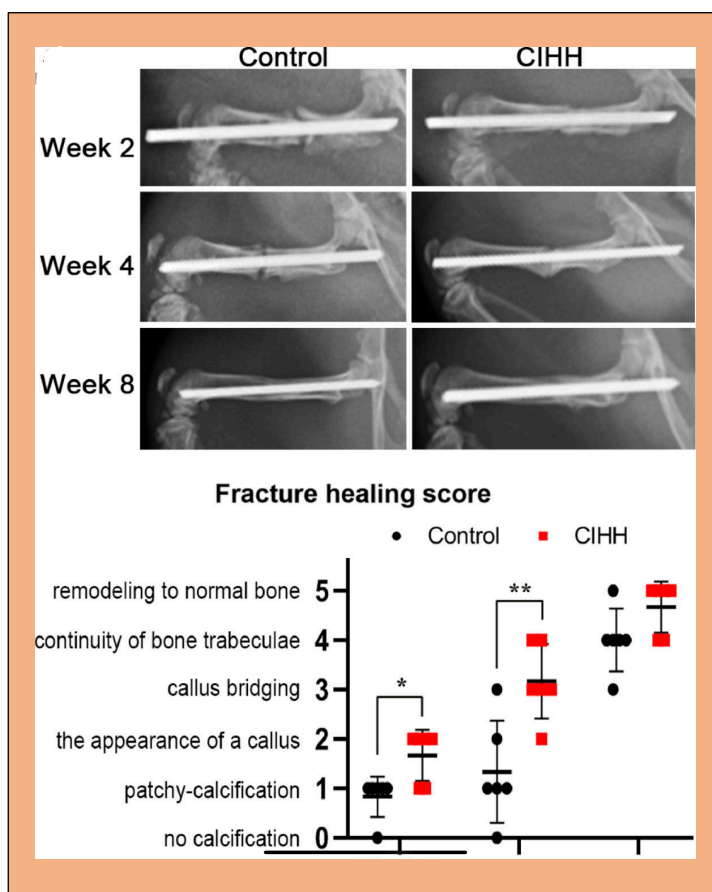 Control CIHH
Week 2
Week 4
Week 8
Fracture healing score
Control CIHH
remodeling to normal bone 5
continuity of bone trabeculae 4
callus bridging 3
the appearance of a callus 2
patchy-calcification 1
no calcification 0
*
**